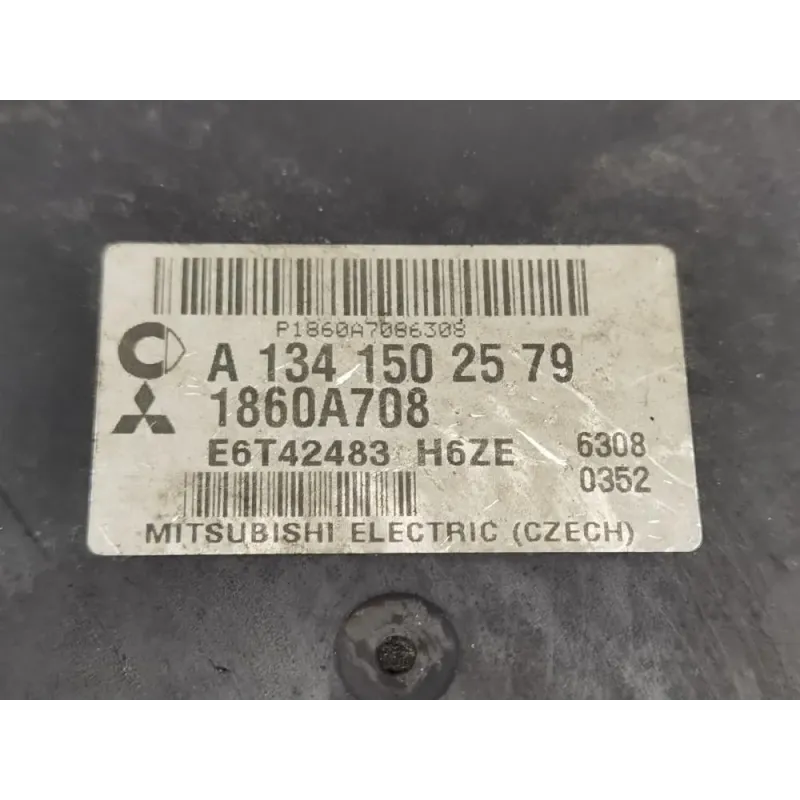 P1860A7086308
A 134 150 25 79
1860A708
E6T42483 H6ZE 6308
0352
MITSUBISHI ELECTRIC (CZECH)